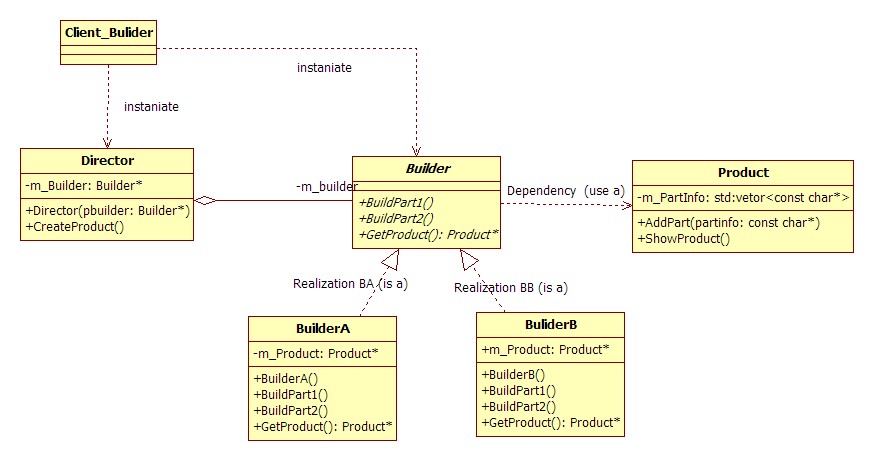 Client_Bulider
instaniate
instaniate
Director
-m_Builder: Builder*
+Director(pbuilder: Builder*)
+CreateProduct()
-m_builder
Builder
+BuildPart1()
+BuildPart2()
+GetProduct(): Product*
Dependency (use a)
Product
-m_PartInfo: std:vetor<const char*>
+AddPart(partinfo: const char*)
+ShowProduct()
Realization BA (is a)
Realization BB (is a)
BuilderA
-m_Product: Product*
+BuilderA()
+BuildPart1()
+BuildPart2()
+GetProduct(): Product*
BuliderB
+m_Product: Product*
+BuilderB()
+BuildPart1()
+BuildPart2()
+GetProduct(): Product*